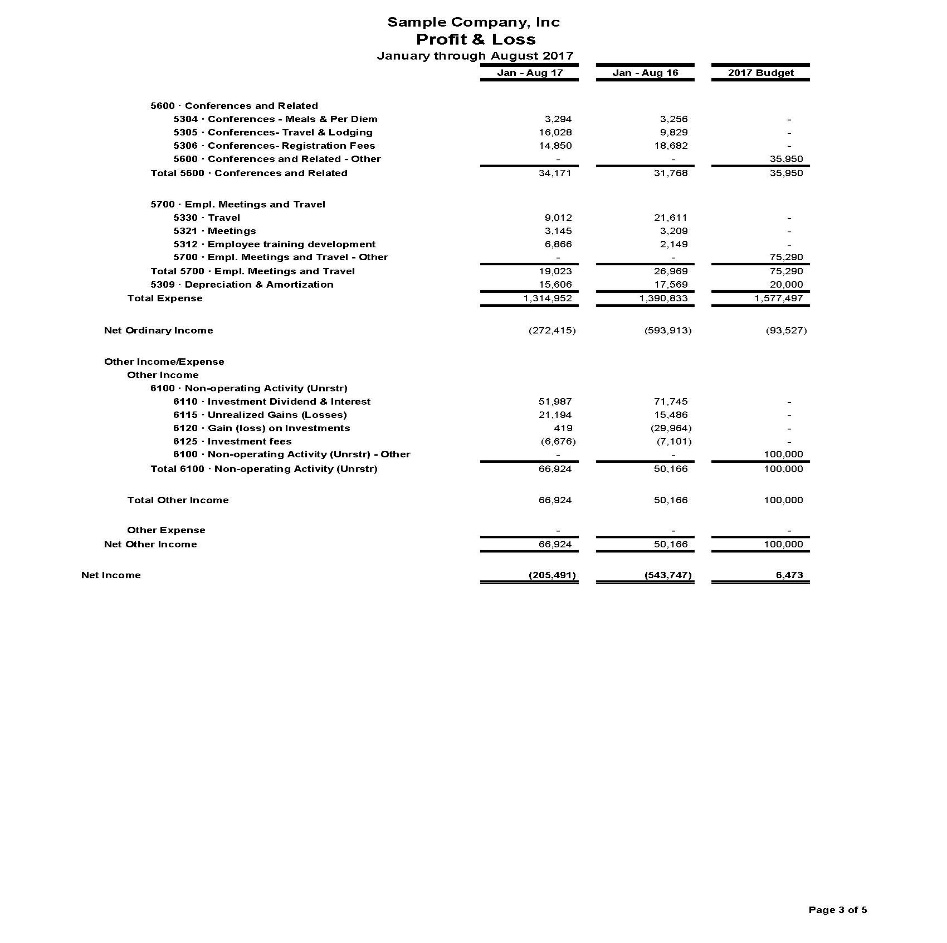 Sample Company, Inc
Profit & Loss
January through August 2017
Jan - Aug 17 Jan - Aug 16 2017 Budget
5600 · Conferences and Related
5304 · Conferences - Meals & Per Diem 3,294 3,256 -
5305 · Conferences- Travel & Lodging 16,028 9,829 -
5306 · Conferences- Registration Fees 14,850 18,682 -
5600 · Conferences and Related - Other - - 35,950
Total 5600 · Conferences and Related 34,171 31,768 35,950
5700 · Empl. Meetings and Travel
5330 · Travel 9,012 21,611 -
5321 · Meetings 3,145 3,209 -
5312 · Employee training development 6,866 2,149 -
5700 · Empl. Meetings and Travel - Other - - 75,290
Total 5700 · Empl. Meetings and Travel 19,023 26,969 75,290
5309 · Depreciation & Amortization 15,606 17,569 20,000
Total Expense 1,314,952 1,390,833 1,577,497
Net Ordinary Income (272,415) (593,913) (93,527)
Other Income/Expense
Other Income
6100 · Non-operating Activity (Unrstr)
6110 · Investment Dividend & Interest 51,987 71,745 -
6115 · Unrealized Gains (Losses) 21,194 15,486 -
6120 · Gain (loss) on Investments 419 (29,964) -
6125 · Investment fees (6,676) (7,101) -
6100 · Non-operating Activity (Unrstr) - Other - - 100,000
Total 6100 · Non-operating Activity (Unrstr) 66,924 50,166 100,000
Total Other Income 66,924 50,166 100,000
Other Expense - - -
Net Other Income 66,924 50,166 100,000
Net Income (205,491) (543,747) 6,473
Page 3 of 5